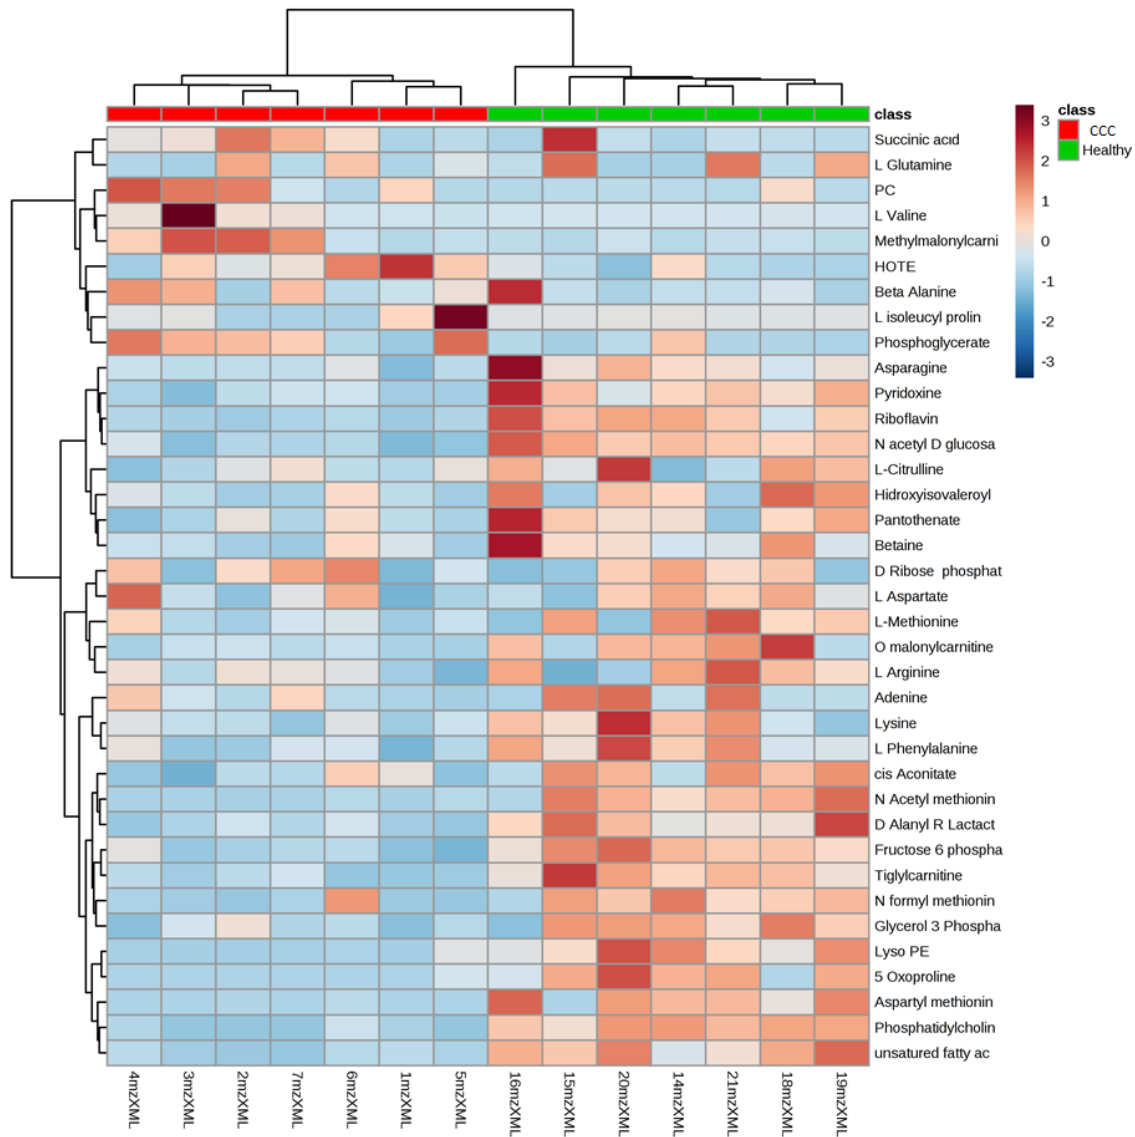 class
Succinic acid
L Glutamine
PC
L Valine
Methylmalonylcarni
HOTE
Beta Alanine
L isoleucyl prolin
Phosphoglycerate
Asparagine
Pyridoxine
Riboflavin
N acetyl D glucosa
L-Citrulline
Hidroxyisovaleroyl
Pantothenate
Betaine
D Ribose  phosphat
L Aspartate
L-Methionine
O malonylcarnitine
L Arginine
Adenine
Lysine
L Phenylalanine
cis Aconitate
N Acetyl methionin
D Alanyl R Lactact
Fructose 6 phospha
Tiglylcarnitine
N formyl methionin
Glycerol 3 Phospha
Lyso PE
5 Oxoproline
Aspartyl methionin
Phosphatidylcholin
unsatured fatty ac
4mzXML
3mzXML
2mzXML
7mzXML
6mzXML
1mzXML
5mzXML
16mzXML
15mzXML
20mzXML
14mzXML
21mzXML
18mzXML
19mzXML
3
2
1
0
-1
-2
-3
class
CCC
Healthy